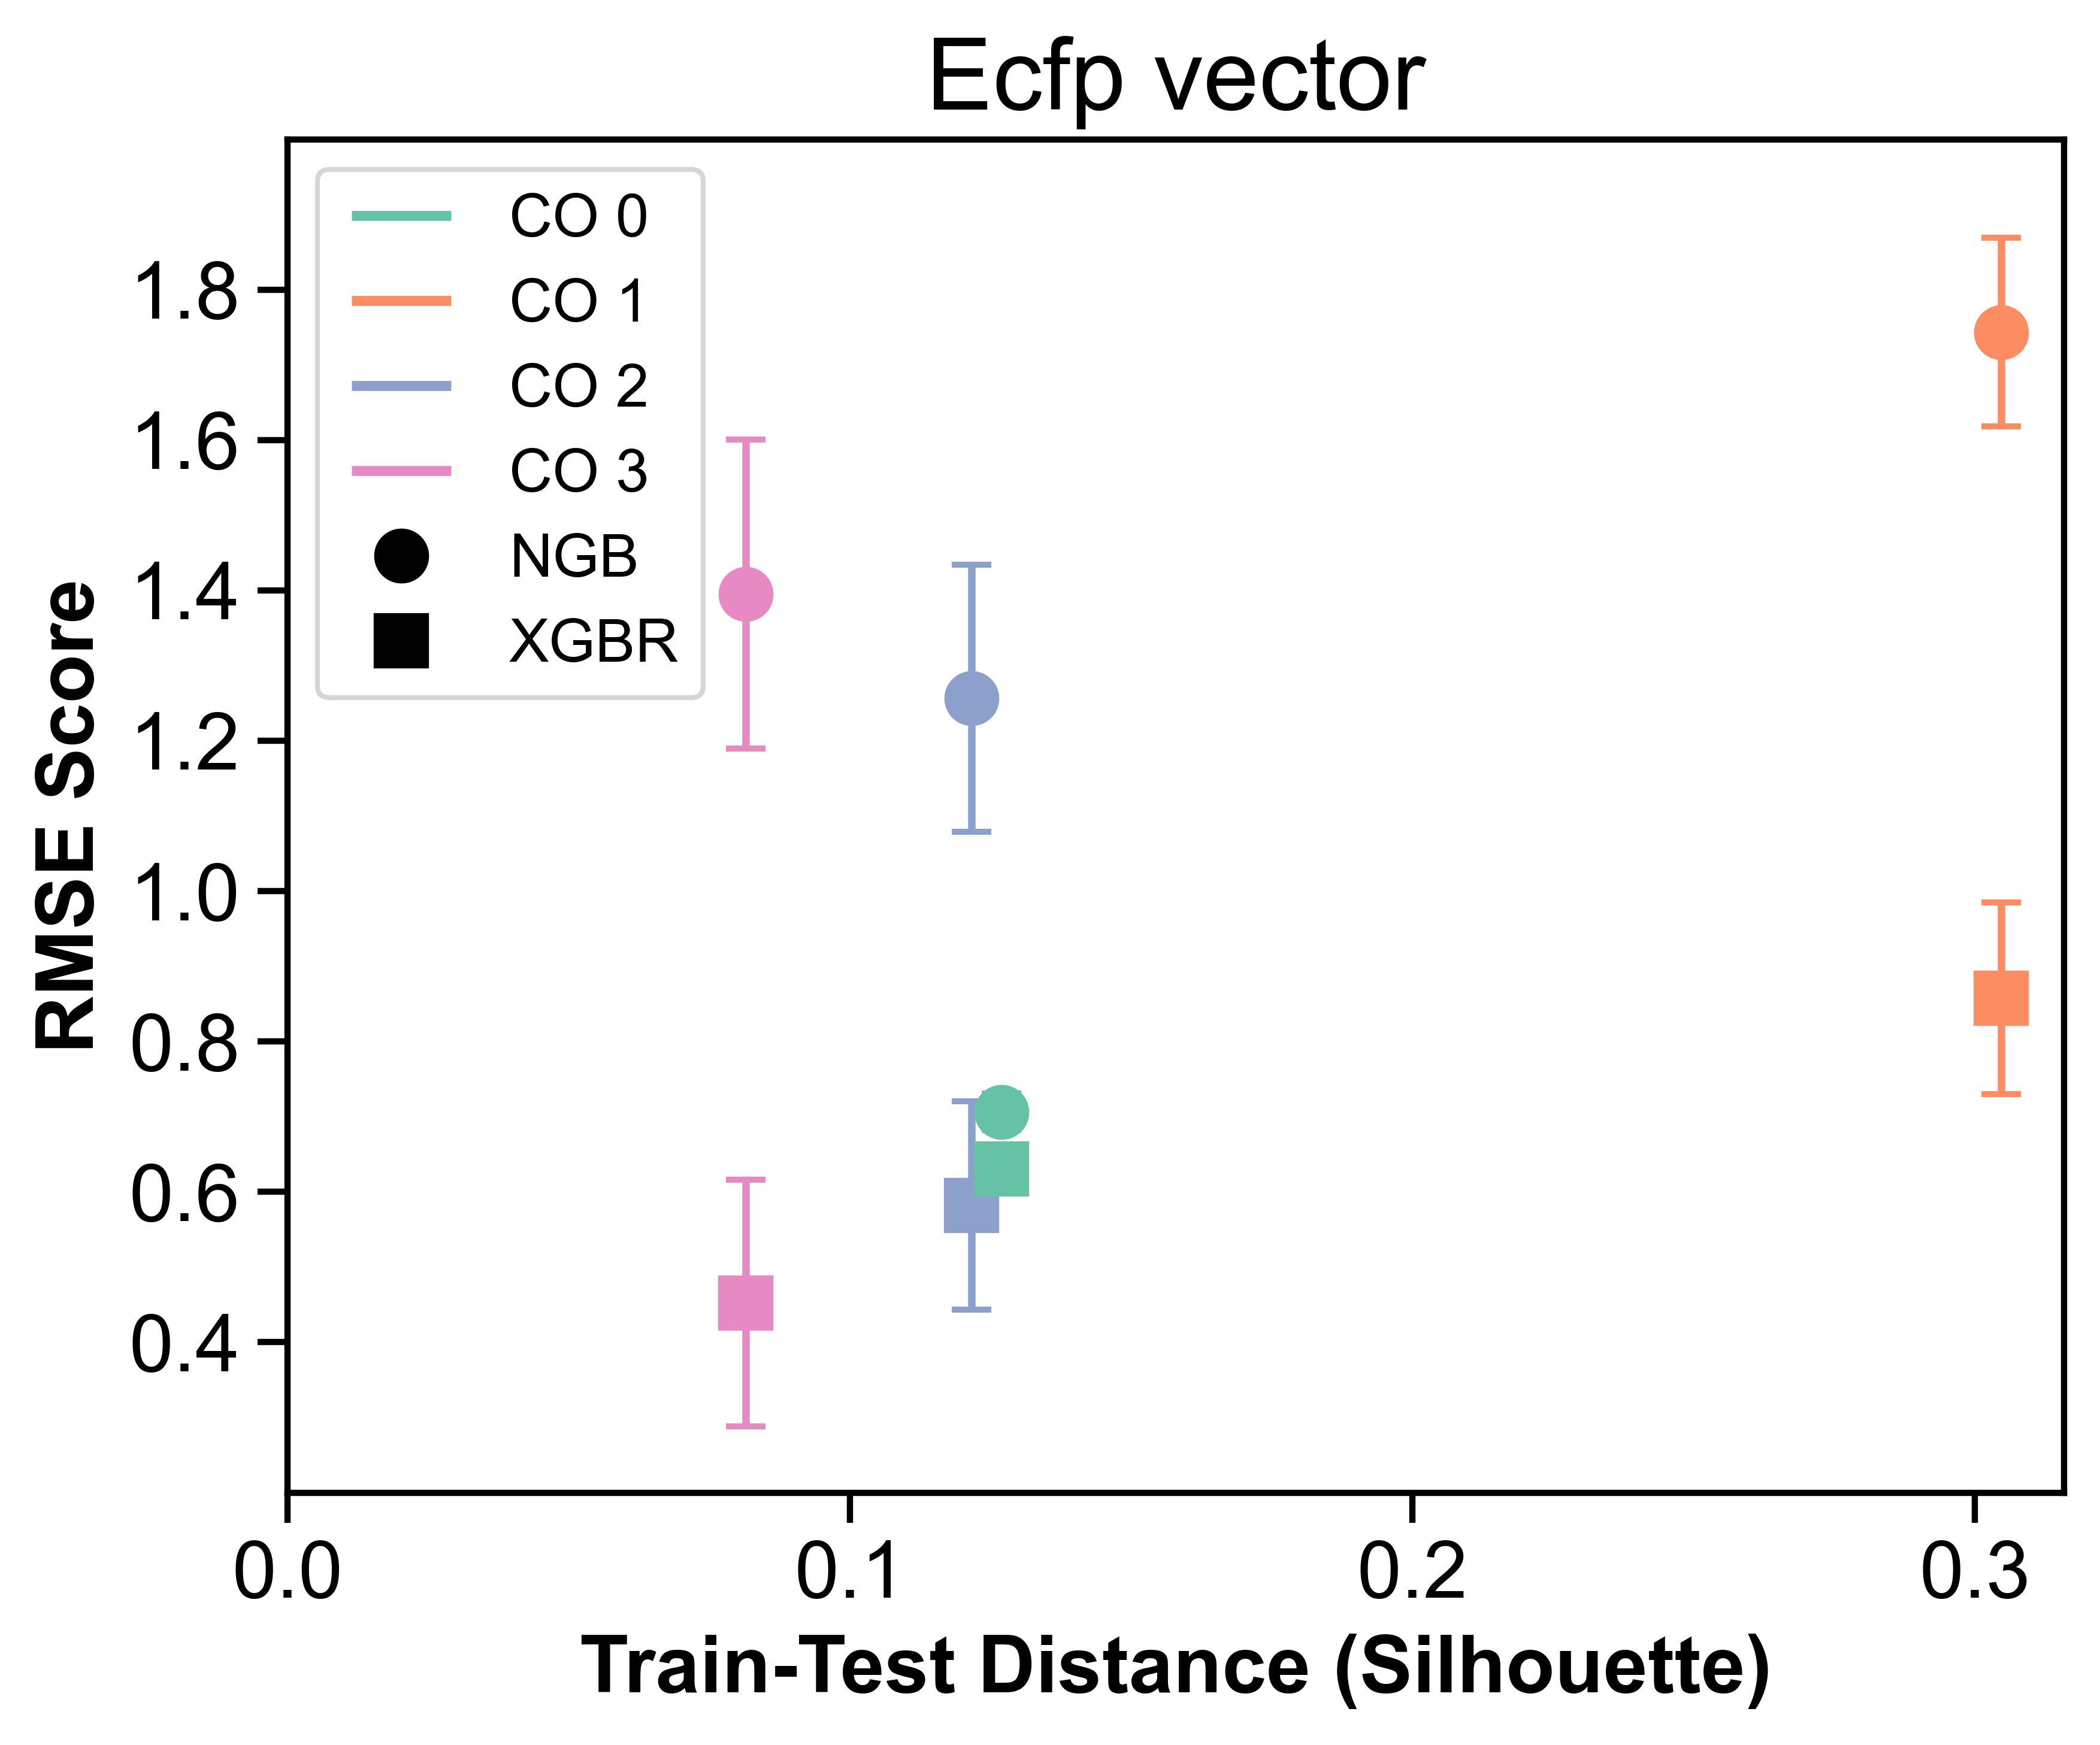 Ecfp vector
CO 0
CO 1
CO 2
CO 3
NGB
XGBR
RMSE Score
1.8
1.6
1.4
1.2
1.0
0.8
0.6
0.4
0.0 0.1 0.2 0.3
Train-Test Distance (Silhouette)